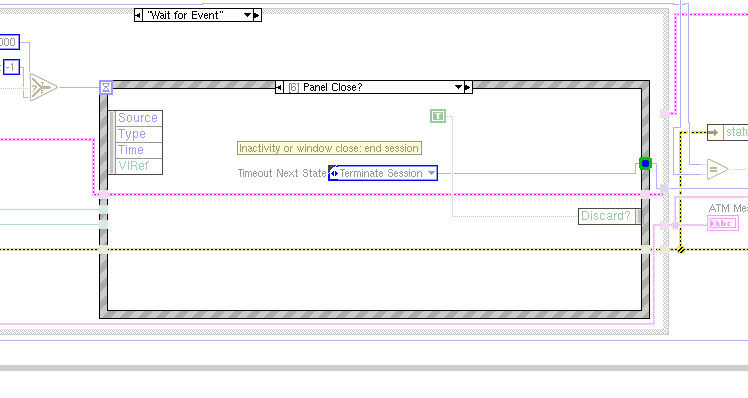 "Wait for Event"
000
-1
[6] Panel Close?
Source
Type
Time
VIRef
T
Inactivity or window close: end session
Timeout Next State
Terminate Session
Discard?
statu
=
ATM Me
abc